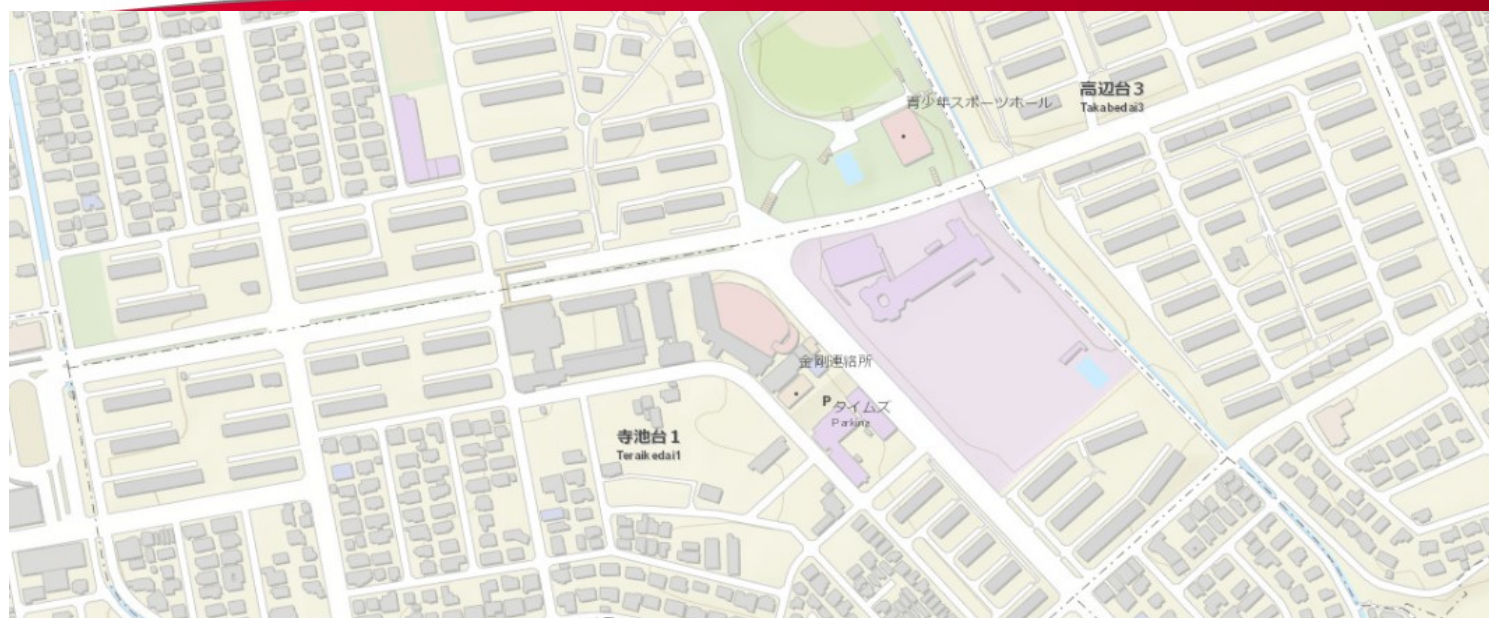 高辺台3
Takabedai3
青少年スポーツホール
金剛連絡所
P
タイムズ
Parking
寺池台1
Teraikedai1